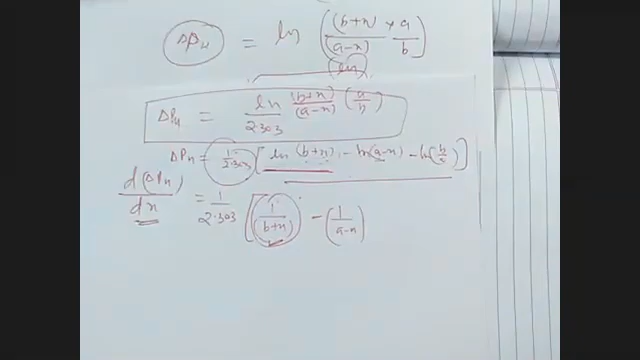 ΔPH = ln ((b+x) × a / (a-x) b)
(ln)
ΔPH = ln/2.303 (b+x)/(a-x) (a/b)
ΔPH = 1/2.303 [ln (b+x) - ln(a-x) - ln(b/a)]
d(ΔPH)/dx = 1/2.303 [1/(b+x) - (1/a-x)]